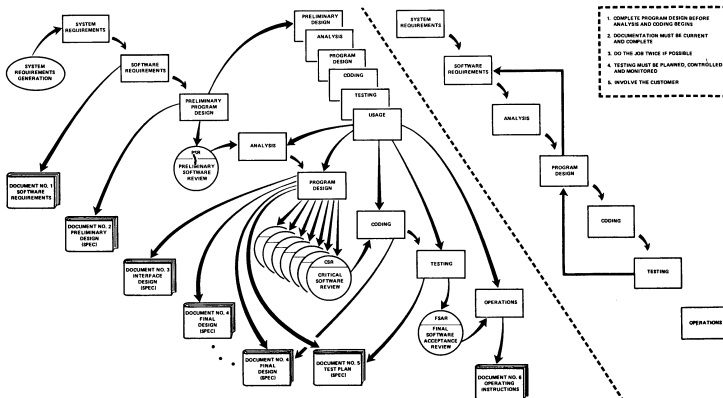 SYSTEM
REQUIREMENTS
SYSTEM
REQUIREMENTS
GENERATION
SOFTWARE
REQUIREMENTS
PRELIMINARY
PROGRAM
DESIGN
PSR
PRELIMINARY
SOFTWARE
REVIEW
PRELIMINARY
DESIGN
ANALYSIS
PROGRAM
DESIGN
CODING
TESTING
USAGE
ANALYSIS
PROGRAM
DESIGN
CODING
TESTING
OPERATIONS
CSR
CRITICAL
SOFTWARE
REVIEW
FSAR
FINAL
SOFTWARE
ACCEPTANCE
REVIEW
DOCUMENT NO. 1
SOFTWARE
REQUIREMENTS
DOCUMENT NO. 2
PRELIMINARY
DESIGN
(SPEC)
DOCUMENT NO. 3
INTERFACE
DESIGN
(SPEC)
DOCUMENT NO. 4
FINAL
DESIGN
(SPEC)
DOCUMENT NO. 4
FINAL
DESIGN
(SPEC)
DOCUMENT NO. 5
TEST PLAN
(SPEC)
DOCUMENT NO. 6
OPERATING
INSTRUCTIONS
SYSTEM
REQUIREMENTS
SOFTWARE
REQUIREMENTS
ANALYSIS
PROGRAM
DESIGN
CODING
TESTING
OPERATIONS
1. COMPLETE PROGRAM DESIGN BEFORE
ANALYSIS AND CODING BEGINS
2. DOCUMENTATION MUST BE CURRENT
AND COMPLETE
3. DO THE JOB TWICE IF POSSIBLE
4. TESTING MUST BE PLANNED, CONTROLLED
AND MONITORED
5. INVOLVE THE CUSTOMER